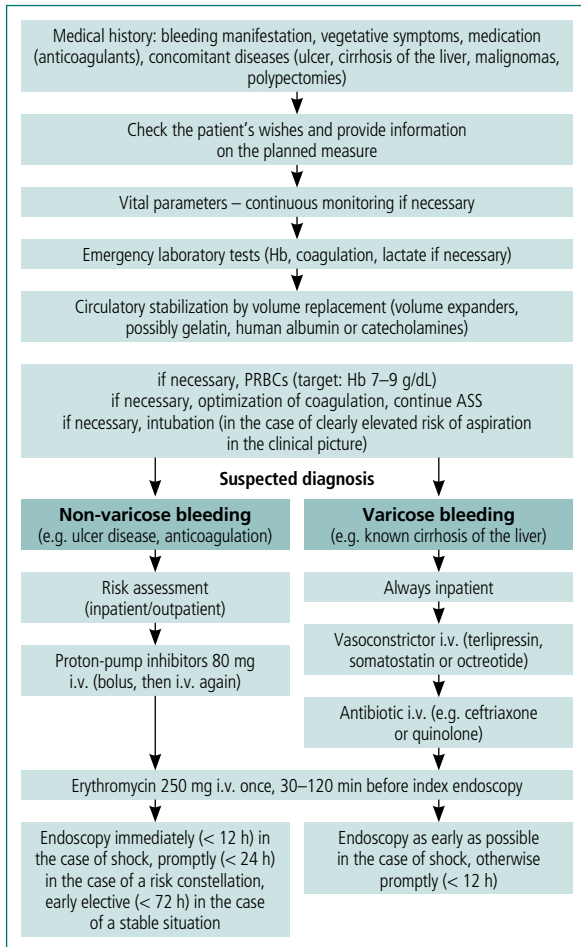 Medical history: bleeding manifestation, vegetative symptoms, medication
(anticoagulants), concomitant diseases (ulcer, cirrhosis of the liver, malignomas,
polypectomies)
Check the patient's wishes and provide information
on the planned measure
Vital parameters – continuous monitoring if necessary
Emergency laboratory tests (Hb, coagulation, lactate if necessary)
Circulatory stabilization by volume replacement (volume expanders,
possibly gelatin, human albumin or catecholamines)
if necessary, PRBCs (target: Hb 7–9 g/dL)
if necessary, optimization of coagulation, continue ASS
if necessary, intubation (in the case of clearly elevated risk of aspiration
in the clinical picture)
Suspected diagnosis
Non-varicose bleeding
(e.g. ulcer disease, anticoagulation)
Risk assessment
(inpatient/outpatient)
Proton-pump inhibitors 80 mg
i.v. (bolus, then i.v. again)
Varicose bleeding
(e.g. known cirrhosis of the liver)
Always inpatient
Vasoconstrictor i.v. (terlipressin,
somatostatin or octreotide)
Antibiotic i.v. (e.g. ceftriaxone
or quinolone)
Erythromycin 250 mg i.v. once, 30–120 min before index endoscopy
Endoscopy immediately (< 12 h) in
the case of shock, promptly (< 24 h)
in the case of a risk constellation,
early elective (< 72 h) in the case
of a stable situation
Endoscopy as early as possible
in the case of shock, otherwise
promptly (< 12 h)